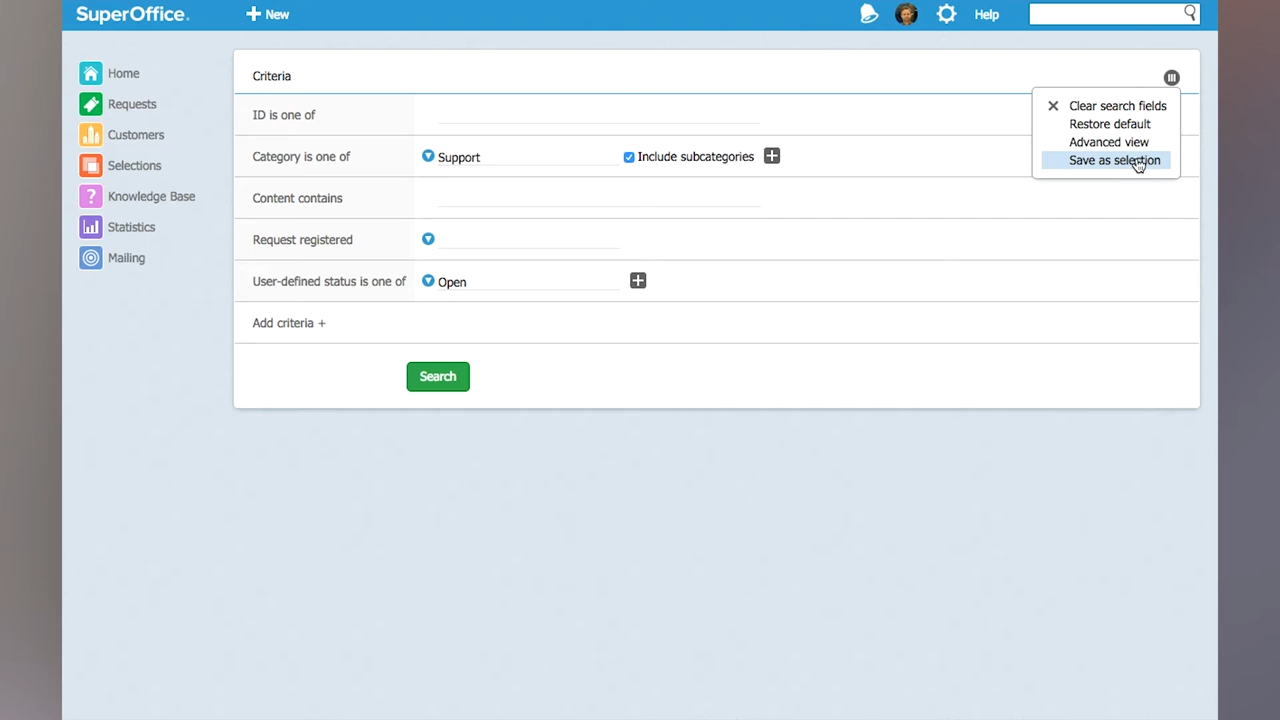 SuperOffice.
New
Help
Home
Requests
Customers
Selections
Knowledge Base
Statistics
Mailing
Criteria
Clear search fields
Restore default
Advanced view
Save as selection
ID is one of
Category is one of
Support
Include subcategories
Content contains
Request registered
User-defined status is one of
Open
Add criteria +
Search